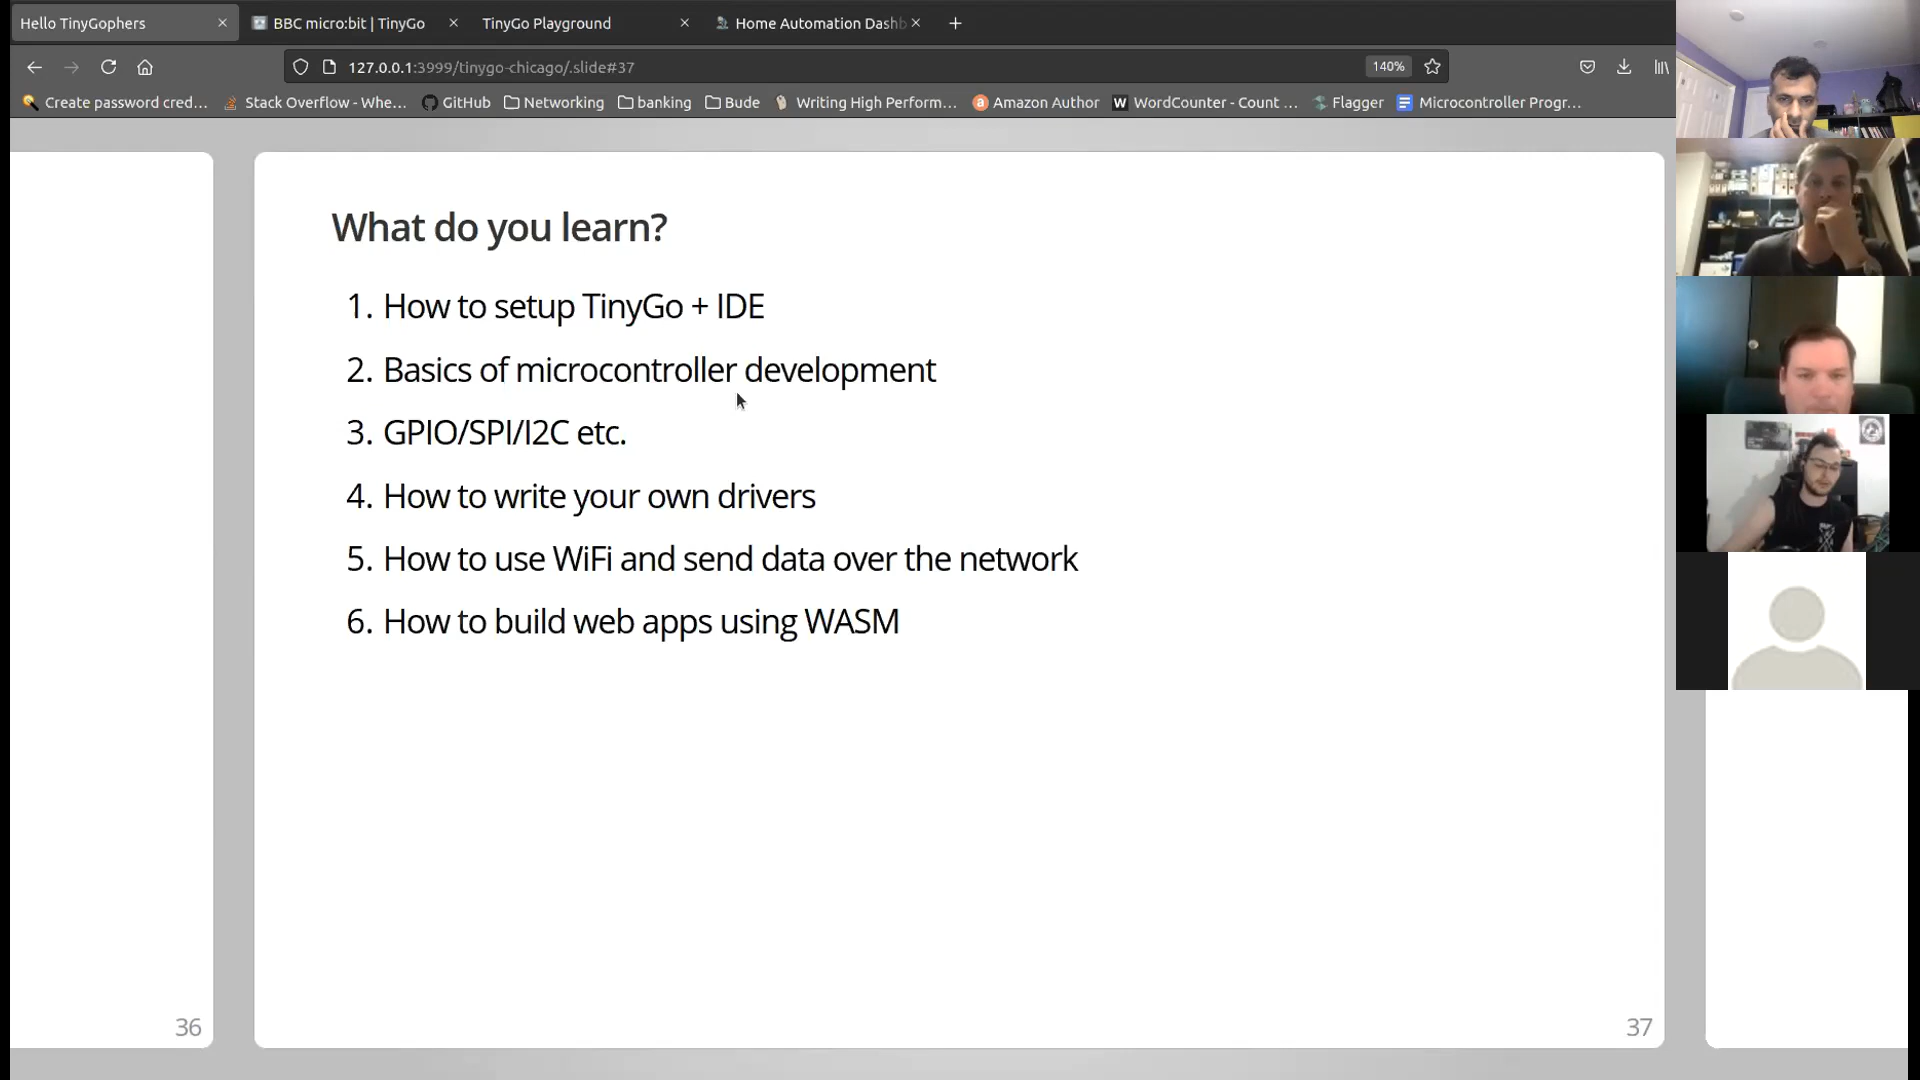 Hello TinyGophers
BBC micro:bit | TinyGo
TinyGo Playground
Home Automation Dashb
127.0.0.1:3999/tinygo-chicago/.slide#37
140%
Create password cred…
Stack Overflow - Whe…
GitHub
Networking
banking
Bude
Writing High Perform…
Amazon Author
WordCounter - Count …
Flagger
Microcontroller Progr…
What do you learn?
1. How to setup TinyGo + IDE
2. Basics of microcontroller development
3. GPIO/SPI/I2C etc.
4. How to write your own drivers
5. How to use WiFi and send data over the network
6. How to build web apps using WASM
36
37